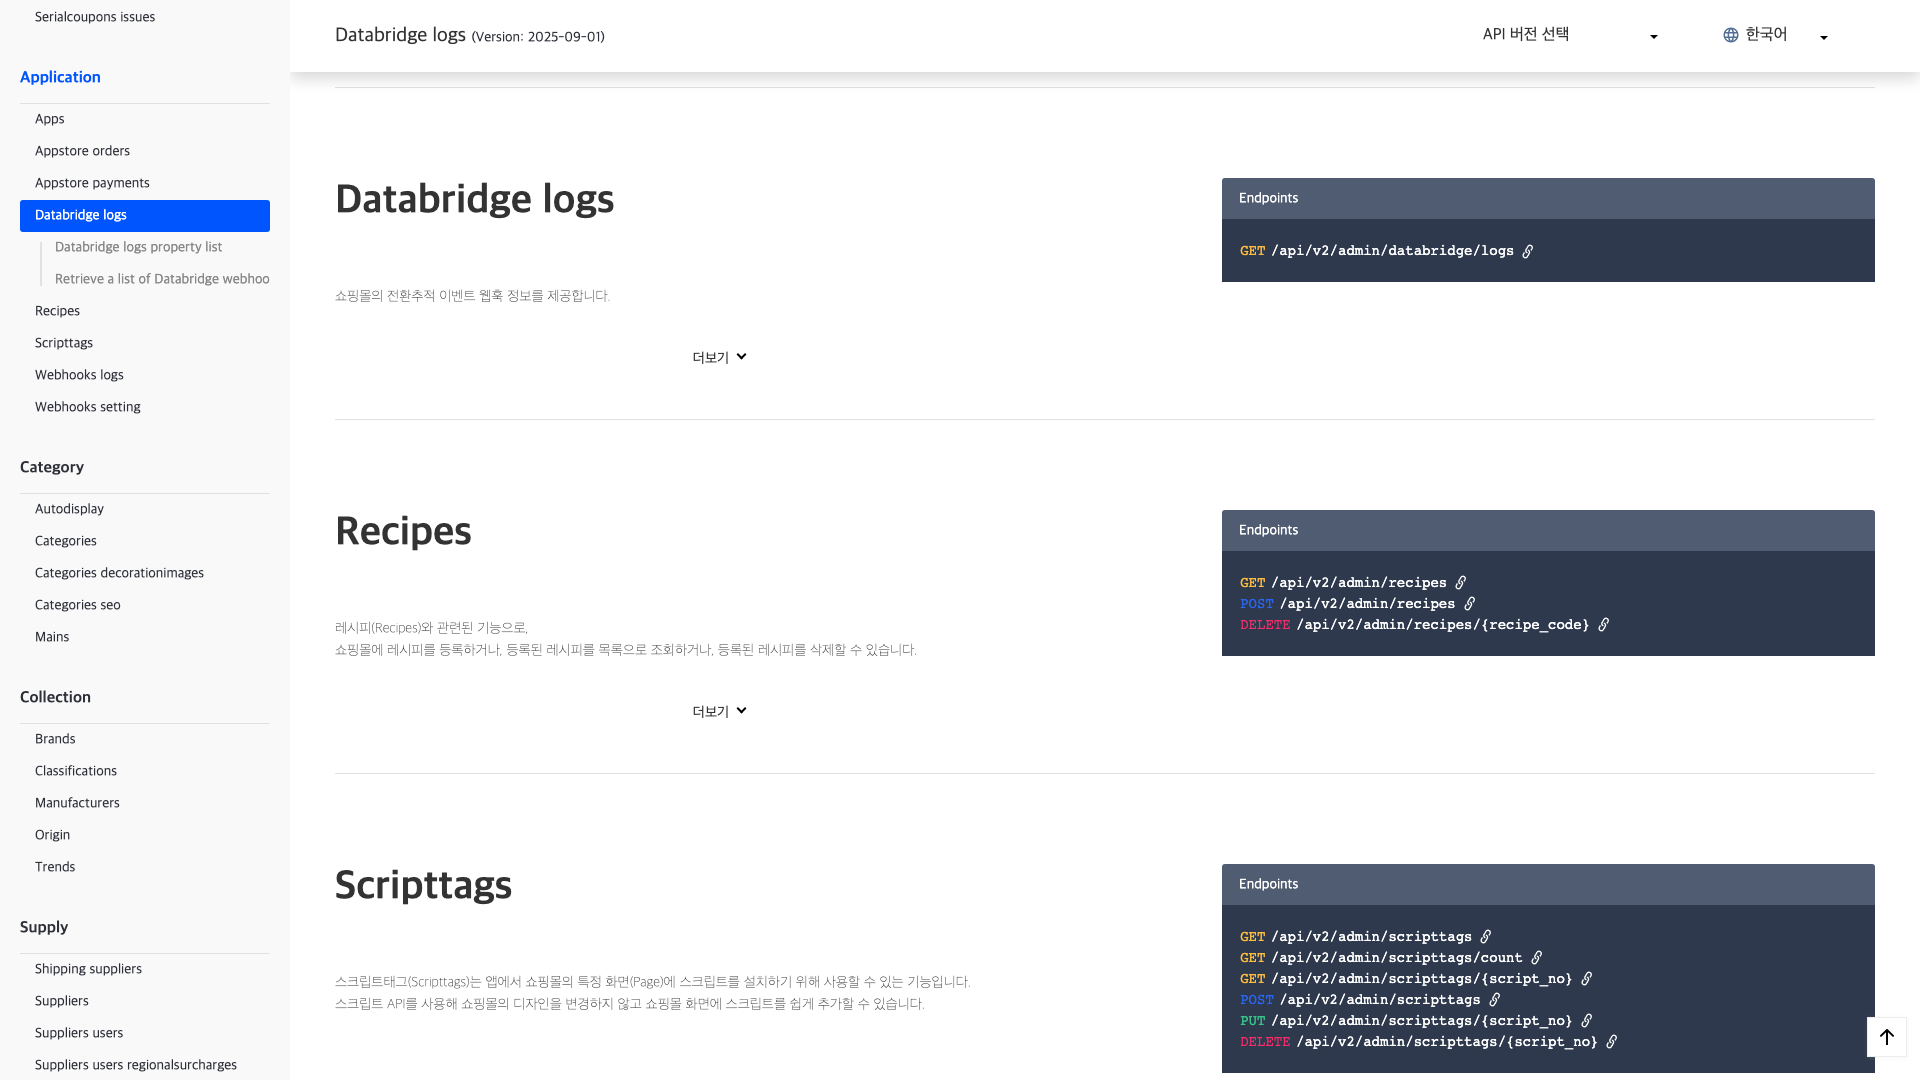 Serialcoupons issues
Application
Apps
Appstore orders
Appstore payments
Databridge logs
Databridge logs property list
Retrieve a list of Databridge webhoo
Recipes
Scripttags
Webhooks logs
Webhooks setting
Category
Autodisplay
Categories
Categories decorationimages
Categories seo
Mains
Collection
Brands
Classifications
Manufacturers
Origin
Trends
Supply
Shipping suppliers
Suppliers
Suppliers users
Suppliers users regionalsurcharges
Databridge logs (Version: 2025-09-01)
API 버전 선택
한국어
Databridge logs
쇼핑몰의 전환추적 이벤트 웹훅 정보를 제공합니다.
더보기
Endpoints
GET /api/v2/admin/databridge/logs
Recipes
레시피(Recipes)와 관련된 기능으로,
쇼핑몰에 레시피를 등록하거나, 등록된 레시피를 목록으로 조회하거나, 등록된 레시피를 삭제할 수 있습니다.
더보기
Endpoints
GET /api/v2/admin/recipes
POST /api/v2/admin/recipes
DELETE /api/v2/admin/recipes/{recipe_code}
Scripttags
스크립트태그(Scripttags)는 앱에서 쇼핑몰의 특정 화면(Page)에 스크립트를 설치하기 위해 사용할 수 있는 기능입니다.
스크립트 API를 사용해 쇼핑몰의 디자인을 변경하지 않고 쇼핑몰 화면에 스크립트를 쉽게 추가할 수 있습니다.
Endpoints
GET /api/v2/admin/scripttags
GET /api/v2/admin/scripttags/count
GET /api/v2/admin/scripttags/{script_no}
POST /api/v2/admin/scripttags
PUT /api/v2/admin/scripttags/{script_no}
DELETE /api/v2/admin/scripttags/{script_no}